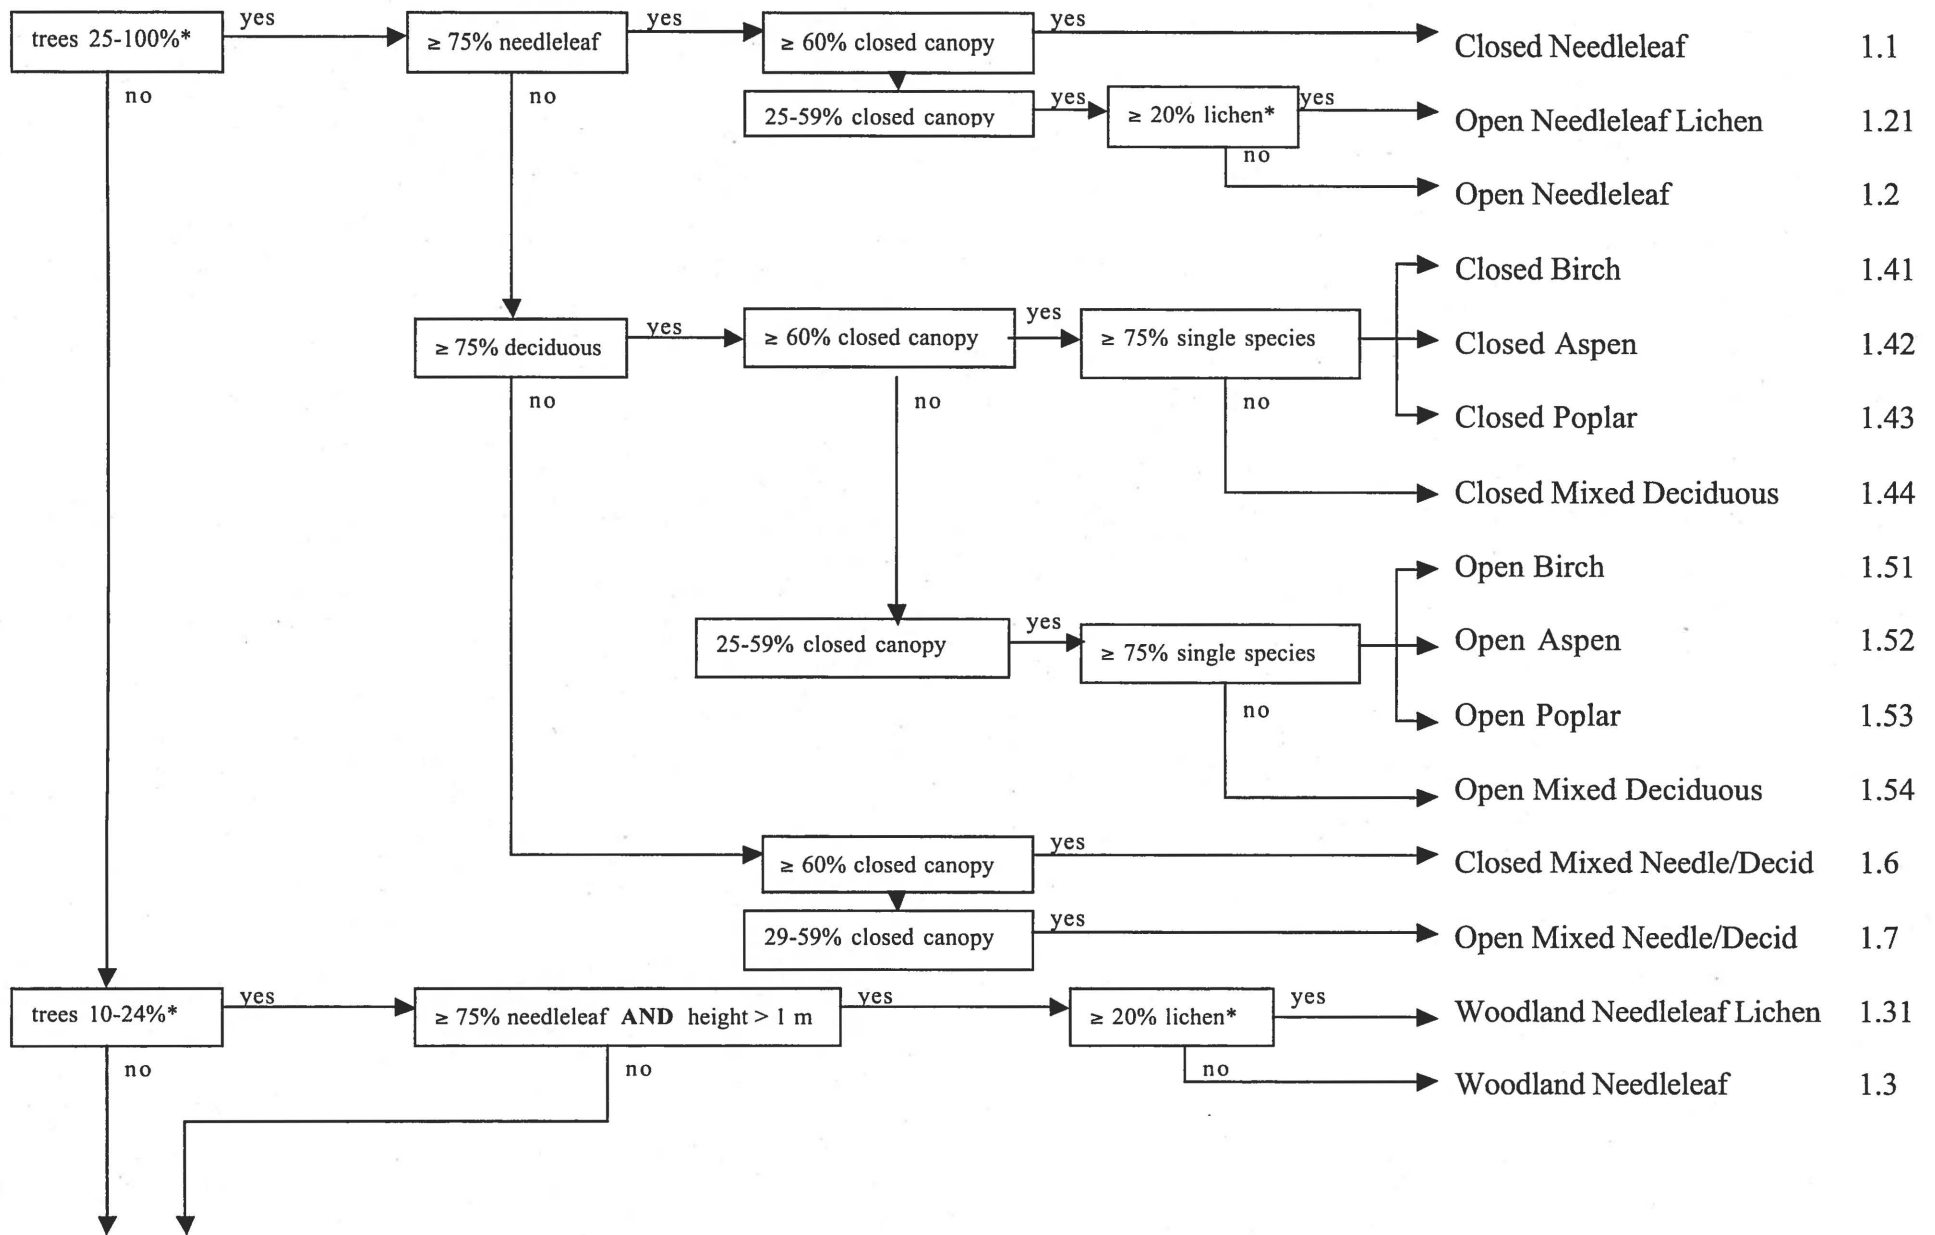 trees 25-100%* yes ≥ 75% needleleaf yes ≥ 60% closed canopy yes Closed Needleleaf 1.1
no no 25-59% closed canopy yes ≥ 20% lichen* yes Open Needleleaf Lichen 1.21
no
Open Needleleaf 1.2
Closed Birch 1.41
≥ 75% deciduous yes ≥ 60% closed canopy yes ≥ 75% single species Closed Aspen 1.42
no no no Closed Poplar 1.43
Closed Mixed Deciduous 1.44
Open Birch 1.51
25-59% closed canopy yes ≥ 75% single species Open Aspen 1.52
no Open Poplar 1.53
Open Mixed Deciduous 1.54
≥ 60% closed canopy yes Closed Mixed Needle/Decid 1.6
29-59% closed canopy yes Open Mixed Needle/Decid 1.7
trees 10-24%* yes ≥ 75% needleleaf AND height > 1 m yes ≥ 20% lichen* yes Woodland Needleleaf Lichen 1.31
no no no Woodland Needleleaf 1.3